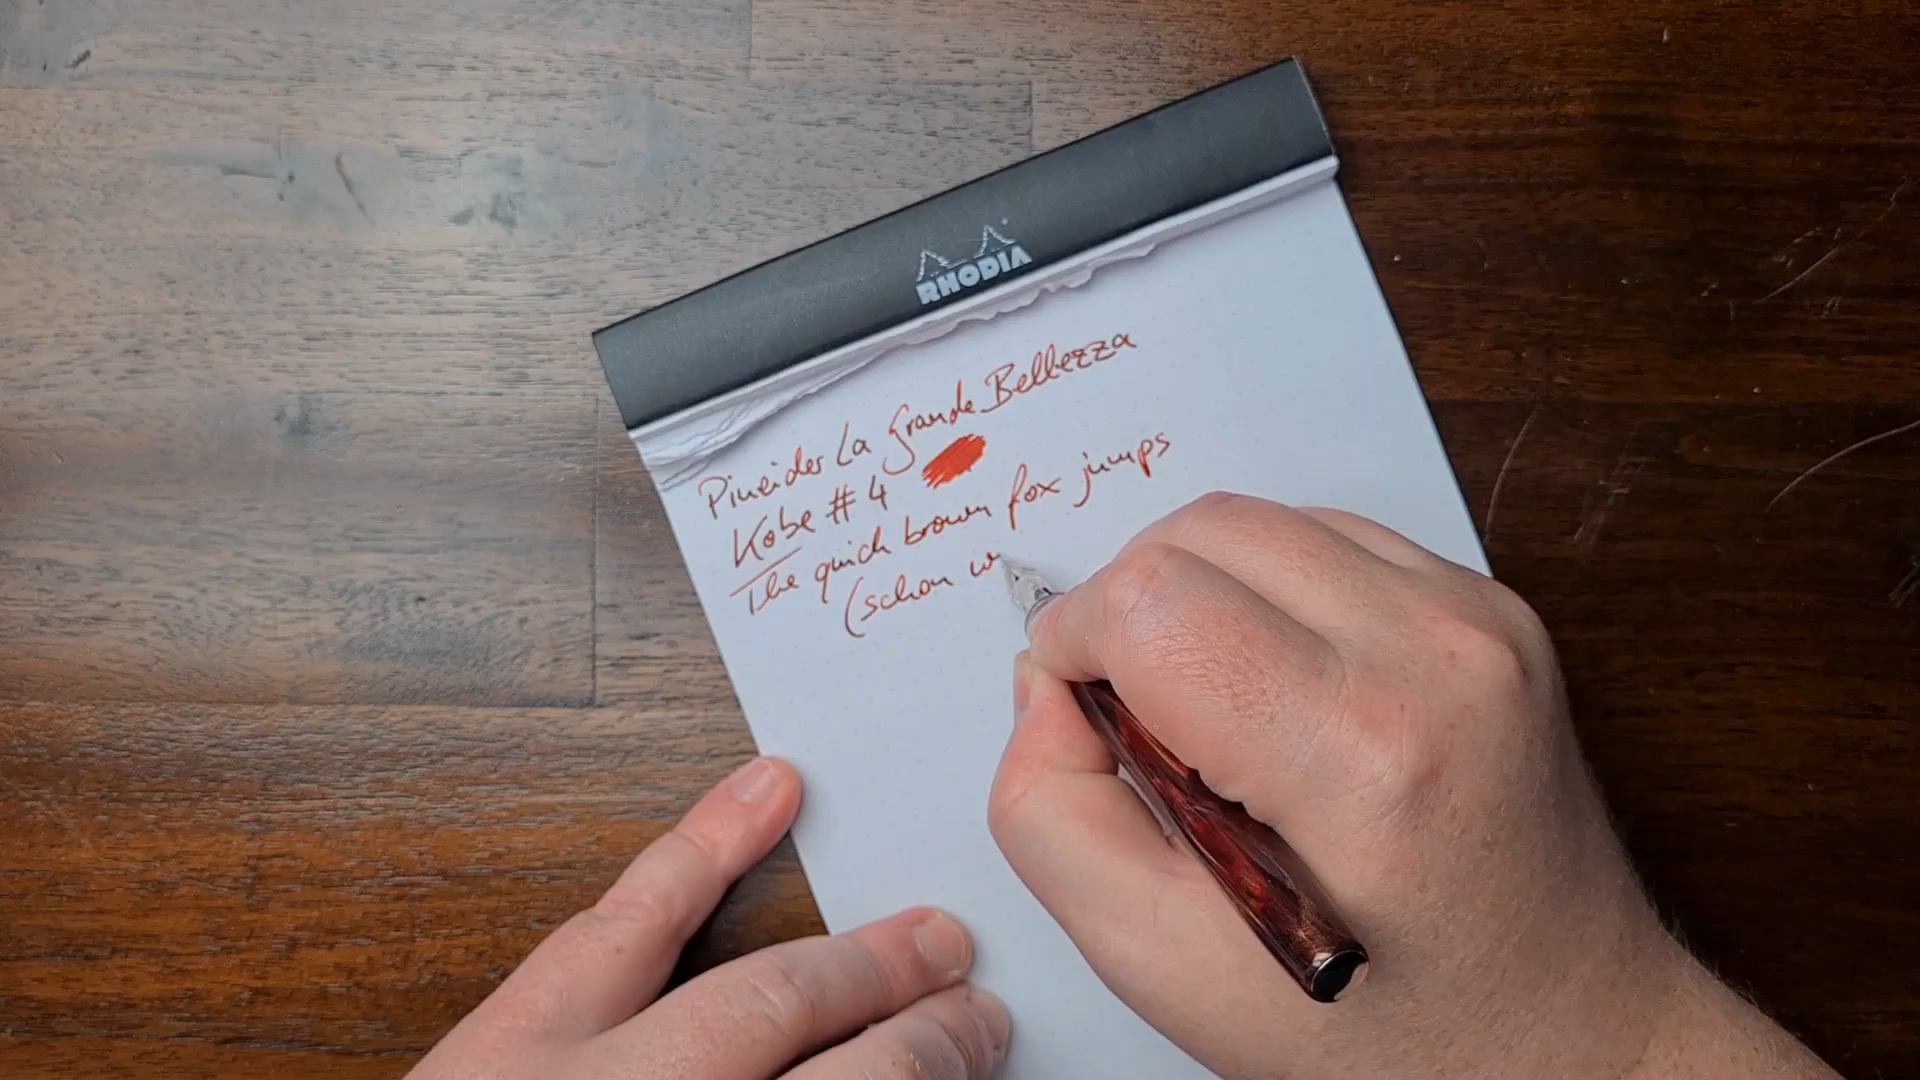 RHODIA
Pineider La Grande Bellezza
Kobe # 4
The quick brown fox jumps
(schon w